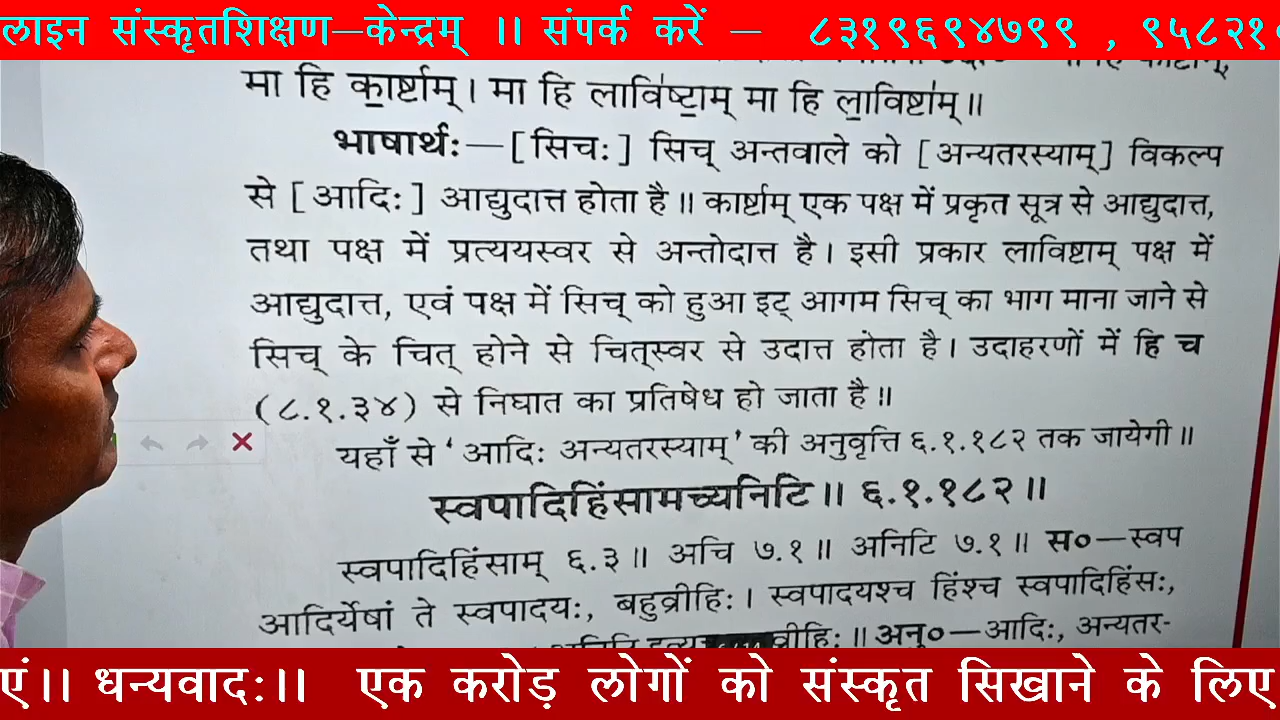 लाइन संस्कृतशिक्षण–केन्द्रम् ।। संपर्क करें – ८३१९६९४७९९ , ९५८२१
मा हि का॒र्ष्टाम् । मा हि लावि॑ष्टा॒म् मा हि ला॒विष्टा॑म् ॥
भाषार्थः—[सिचः] सिच् अन्तवाले को [अन्यतरस्याम्] विकल्प
से [आदिः] आद्युदात्त होता है ॥ कार्ष्टाम् एक पक्ष में प्रकृत सूत्र से आद्युदात्त,
तथा पक्ष में प्रत्ययस्वर से अन्तोदात्त है । इसी प्रकार लाविष्टाम् पक्ष में
आद्युदात्त, एवं पक्ष में सिच् को हुआ इट् आगम सिच् का भाग माना जाने से
सिच् के चित् होने से चित्स्वर से उदात्त होता है । उदाहरणों में हि च
(८.१.३४) से निघात का प्रतिषेध हो जाता है ॥
यहाँ से ‘आदिः अन्यतरस्याम्’ की अनुवृत्ति ६.१.१८२ तक जायेगी ॥
स्वपादिहिंसामच्यनिटि ॥ ६.१.१८२ ॥
स्वपादिहिंसाम् ६.३ ॥ अचि ७.१ ॥ अनिटि ७.१ ॥ स०—स्वप
आदिर्येषां ते स्वपादयः, बहुव्रीहिः । स्वपादयश्च हिंश्च स्वपादिहिंसः,
व्रीहिः ॥ अनु०—आदिः, अन्यतर-
एं।। धन्यवादः।। एक करोड़ लोगों को संस्कृत सिखाने के लिए